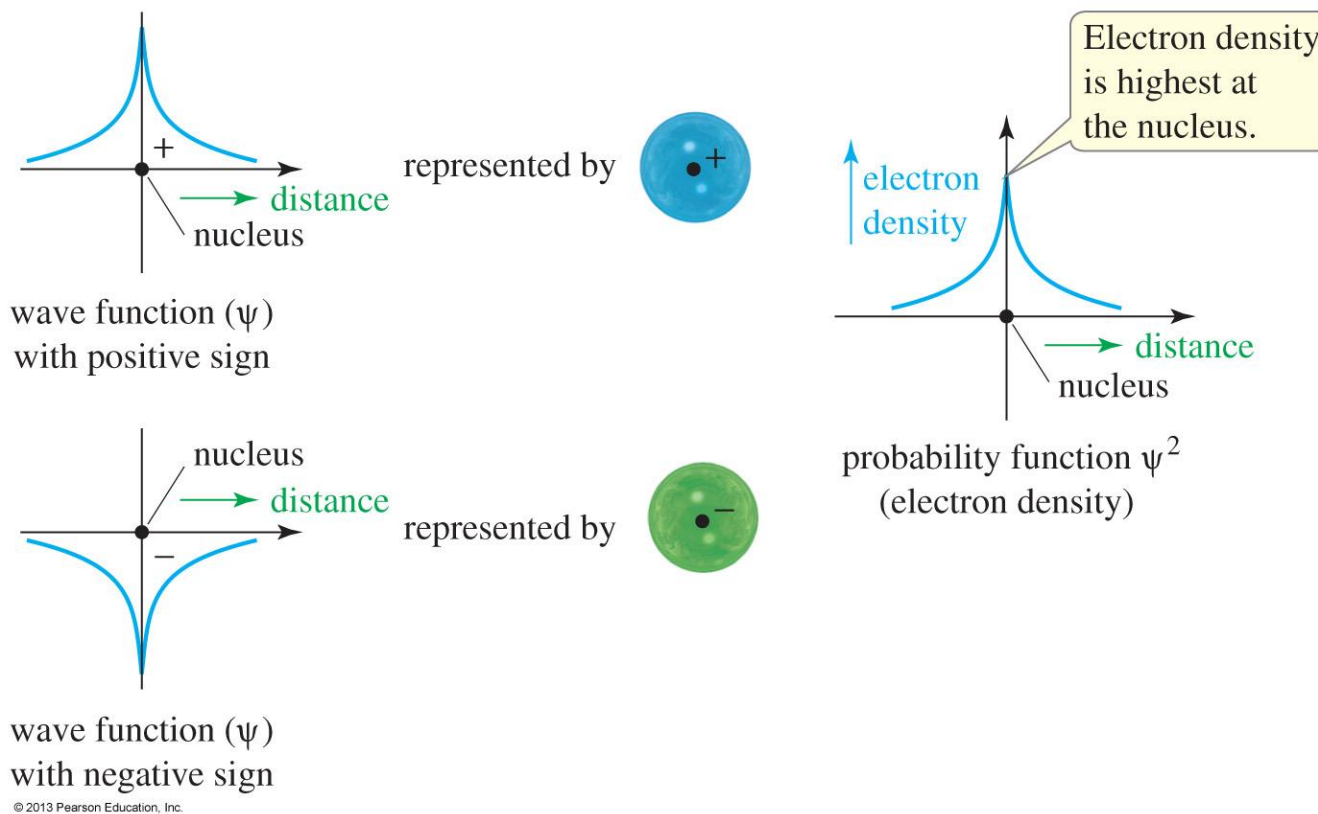 +
distance
nucleus
wave function (ψ)
with positive sign
represented by
+
nucleus
distance
−
wave function (ψ)
with negative sign
represented by
−
Electron density
is highest at
the nucleus.
electron
density
distance
nucleus
probability function ψ²
(electron density)
© 2013 Pearson Education, Inc.